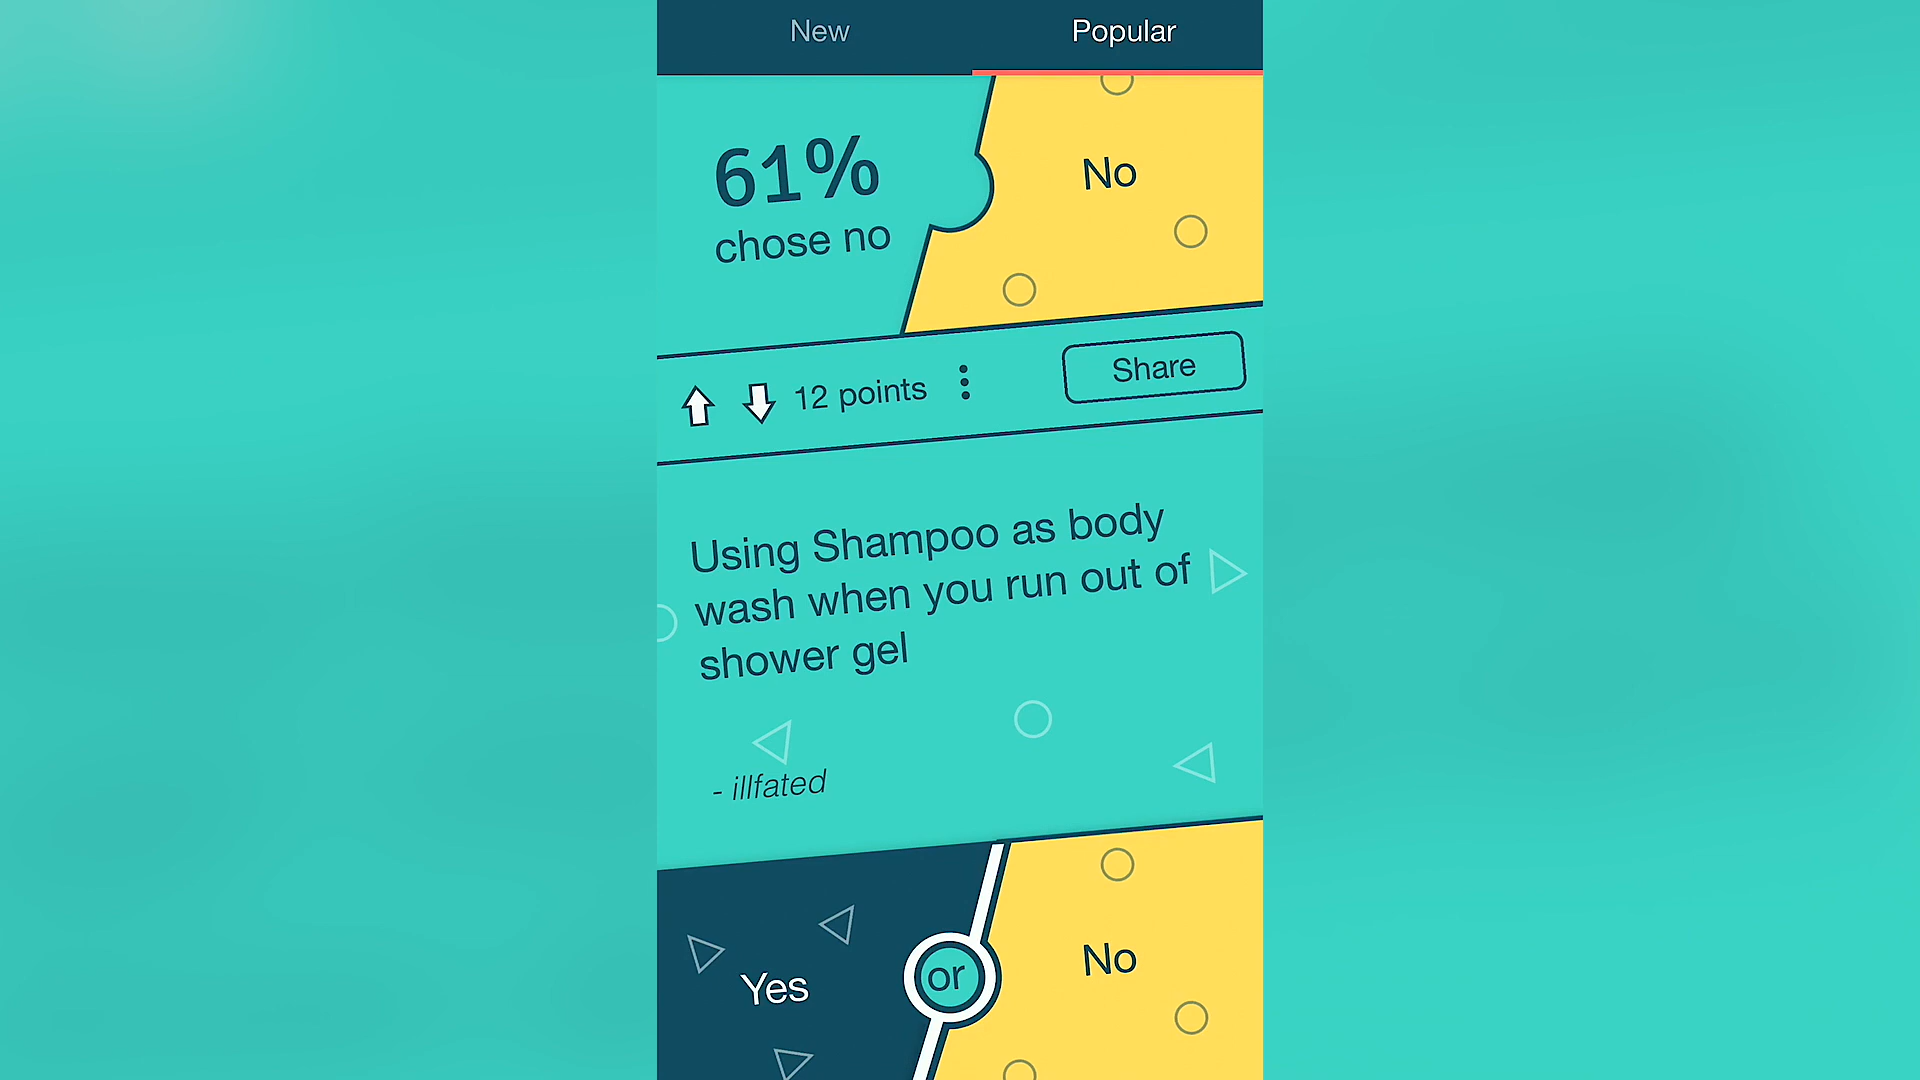 New
Popular
61%
chose no
No
12 points
Share
Using Shampoo as body
wash when you run out of
shower gel
- illfated
Yes
or
No